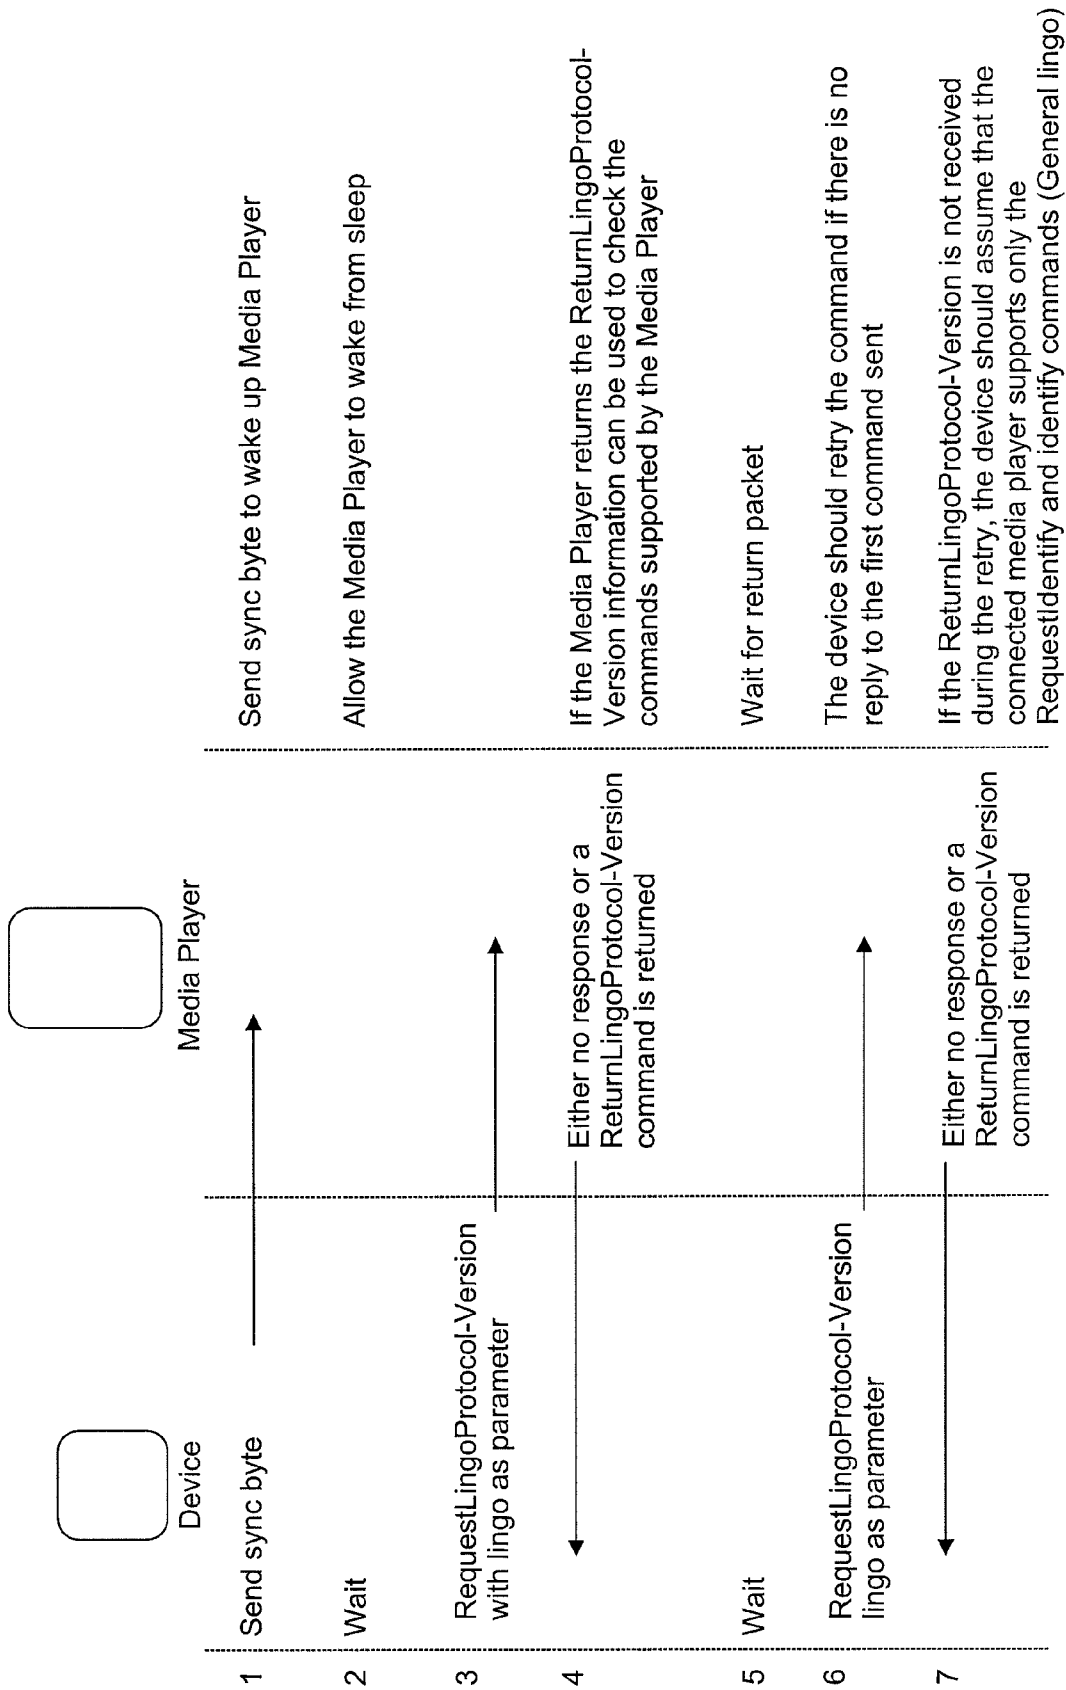 Device
Media Player
1
Send sync byte
Send sync byte to wake up Media Player
2
Wait
Allow the Media Player to wake from sleep
3
RequestLingoProtocol-Version
with lingo as parameter
4
Either no response or a
ReturnLingoProtocol-Version
command is returned
If the Media Player returns the ReturnLingoProtocol-
Version information can be used to check the
commands supported by the Media Player
5
Wait
Wait for return packet
6
RequestLingoProtocol-Version
lingo as parameter
The device should retry the command if there is no
reply to the first command sent
7
Either no response or a
ReturnLingoProtocol-Version
command is returned
If the ReturnLingoProtocol-Version is not received
during the retry, the device should assume that the
connected media player supports only the
RequestIdentify and identify commands (General lingo)